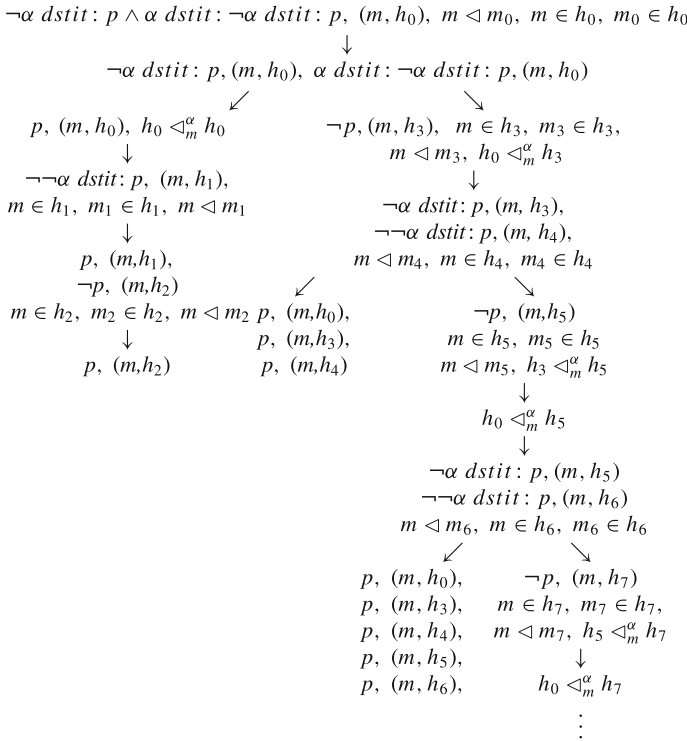 ¬α dstit: p ∧ α dstit: ¬α dstit: p, (m, h₀), m ◁ m₀, m ∈ h₀, m₀ ∈ h₀
↓
¬α dstit: p, (m, h₀), α dstit: ¬α dstit: p, (m, h₀)
↙ ↘
p, (m, h₀), h₀ ◁ᵅₘ h₀
↓
¬¬α dstit: p, (m, h₁),
m ∈ h₁, m₁ ∈ h₁, m ◁ m₁
↓
p, (m,h₁),
¬p, (m,h₂)
m ∈ h₂, m₂ ∈ h₂, m ◁ m₂
↓
p, (m,h₂)
¬p, (m, h₃), m ∈ h₃, m₃ ∈ h₃,
m ◁ m₃, h₀ ◁ᵅₘ h₃
↓
¬α dstit: p, (m, h₃),
¬¬α dstit: p, (m, h₄),
m ◁ m₄, m ∈ h₄, m₄ ∈ h₄
↙ ↘
p, (m,h₀),
p, (m,h₃),
p, (m,h₄)
¬p, (m,h₅)
m ∈ h₅, m₅ ∈ h₅
m ◁ m₅, h₃ ◁ᵅₘ h₅
↓
h₀ ◁ᵅₘ h₅
↓
¬α dstit: p, (m, h₅)
¬¬α dstit: p, (m, h₆)
m ◁ m₆, m ∈ h₆, m₆ ∈ h₆
↙ ↘
p, (m, h₀),
p, (m, h₃),
p, (m, h₄),
p, (m, h₅),
p, (m, h₆),
¬p, (m, h₇)
m ∈ h₇, m₇ ∈ h₇,
m ◁ m₇, h₅ ◁ᵅₘ h₇
↓
h₀ ◁ᵅₘ h₇
⋮